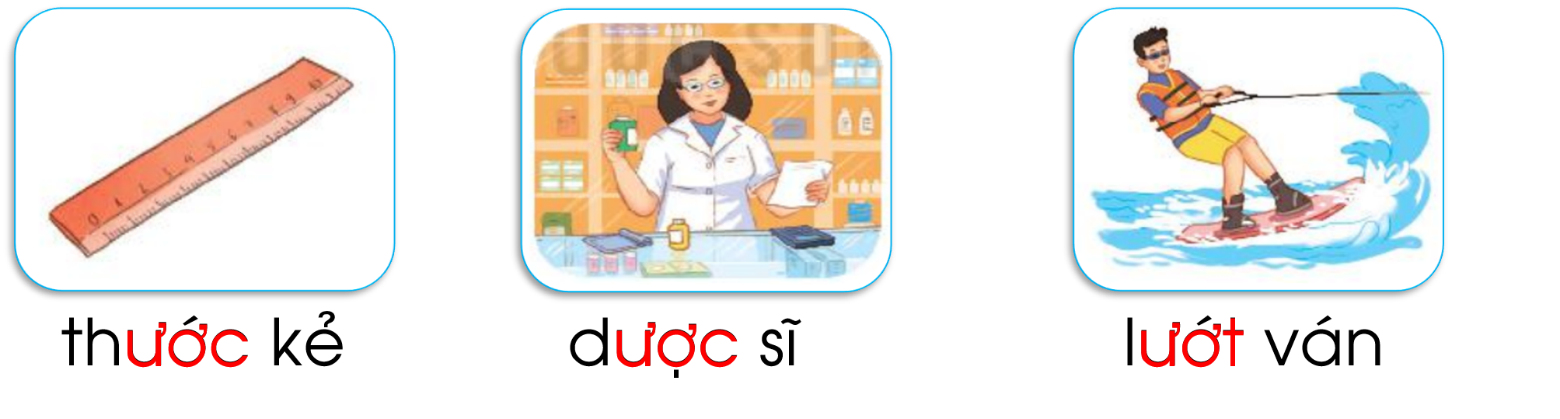 thước kẻ
dược sĩ
lướt ván